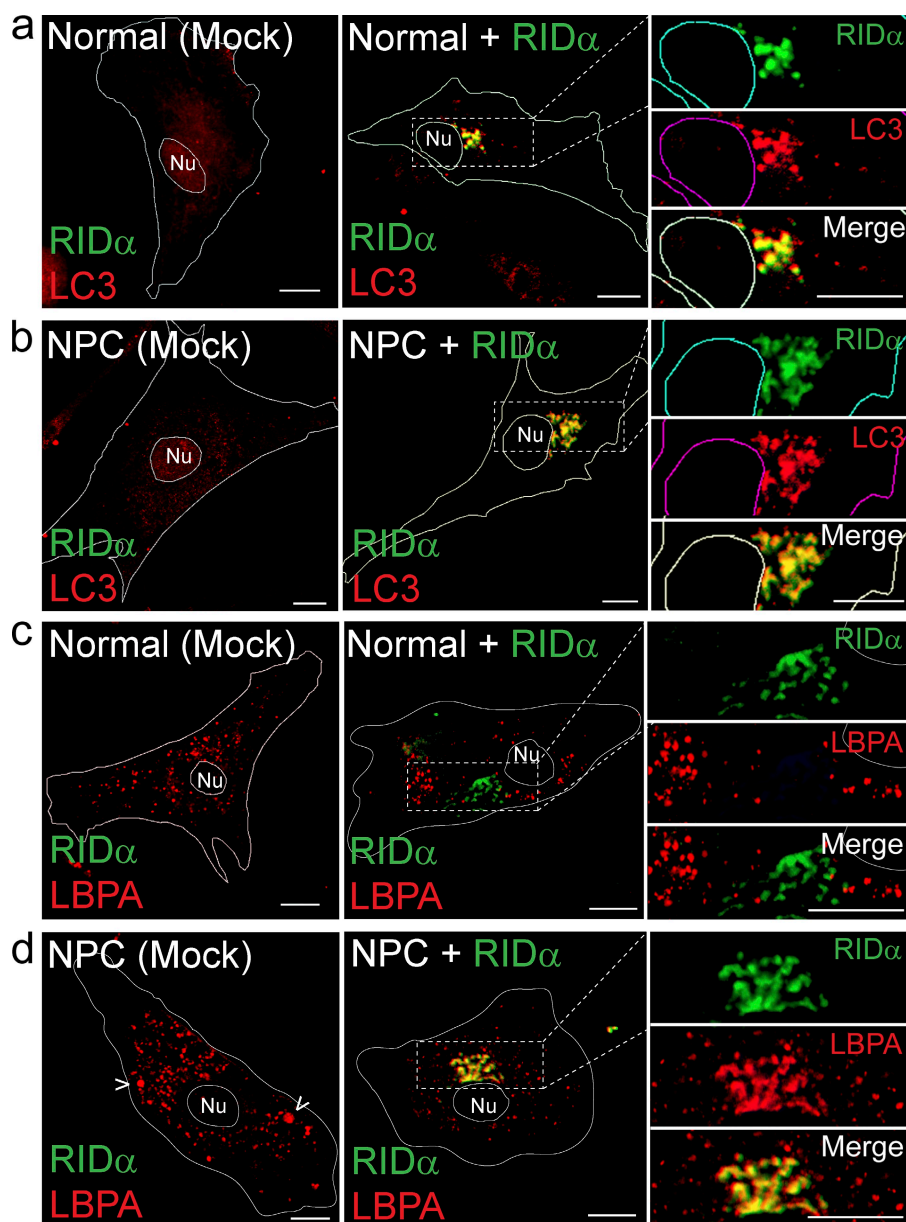 a
Normal (Mock)
Nu
RIDα
LC3
Normal + RIDα
Nu
RIDα
LC3
RIDα
LC3
Merge
b
NPC (Mock)
Nu
RIDα
LC3
NPC + RIDα
Nu
RIDα
LC3
RIDα
LC3
Merge
c
Normal (Mock)
Nu
RIDα
LBPA
Normal + RIDα
Nu
RIDα
LBPA
RIDα
LBPA
Merge
d
NPC (Mock)
>
<
Nu
RIDα
LBPA
NPC + RIDα
Nu
RIDα
LBPA
RIDα
LBPA
Merge